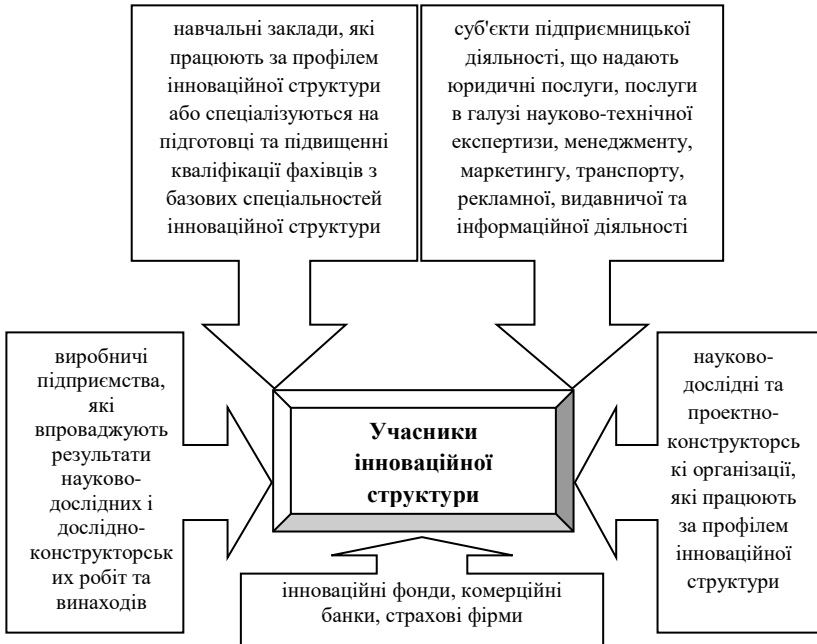 навчальні заклади, які
працюють за профілем
інноваційної структури
або спеціалізуються на
підготовці та підвищенні
кваліфікації фахівців з
базових спеціальностей
інноваційної структури
суб'єкти підприємницької
діяльності, що надають
юридичні послуги, послуги
в галузі науково-технічної
експертизи, менеджменту,
маркетингу, транспорту,
рекламної, видавничої та
інформаційної діяльності
виробничі
підприємства,
які
впроваджують
результати
науково-
дослідних і
дослідно-
конструкторськ
их робіт та
винаходів
Учасники
інноваційної
структури
науково-
дослідні та
проектно-
конструкторсь
кі організації,
які працюють
за профілем
інноваційної
структури
інноваційні фонди, комерційні
банки, страхові фірми